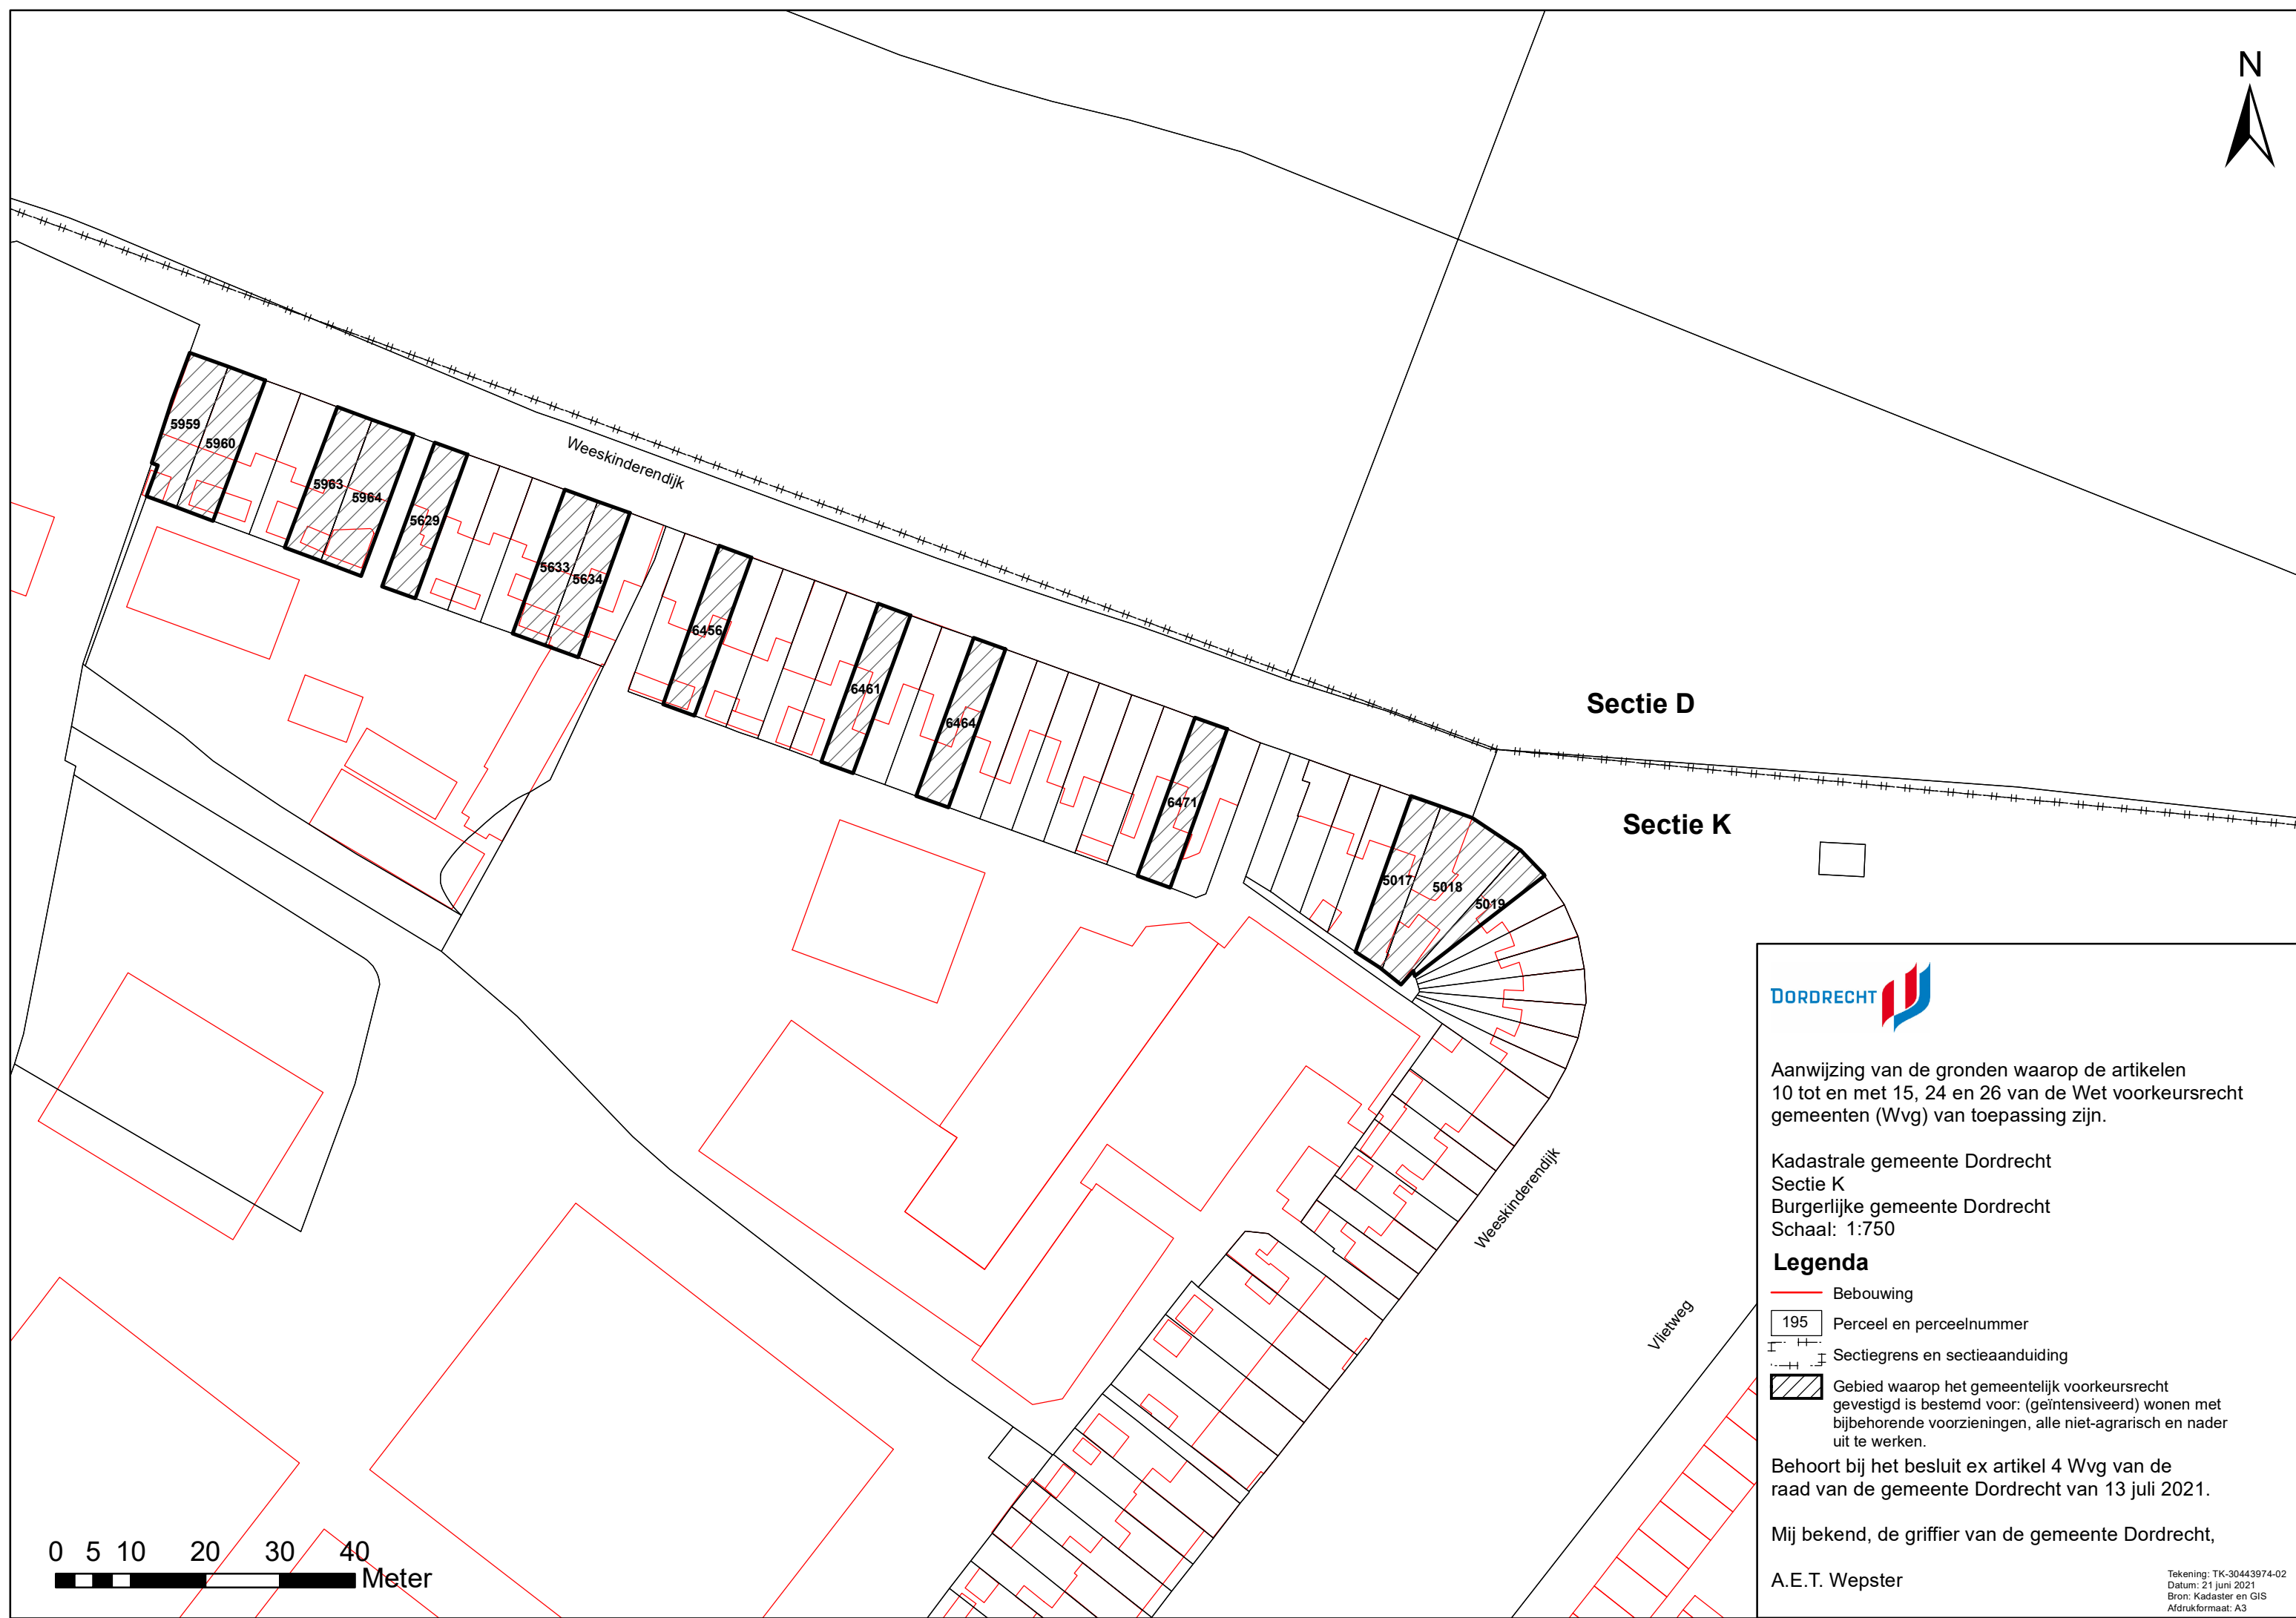 N
Weeskinderendijk
5959
5960
5963
5964
5629
5633
5634
6456
6461
6464
6471
5017
5018
5019
Sectie D
Sectie K
Weeskinderendijk
Vlietweg
0 5 10 20 30 40
Meter
DORDRECHT
Aanwijzing van de gronden waarop de artikelen
10 tot en met 15, 24 en 26 van de Wet voorkeursrecht
gemeenten (Wvg) van toepassing zijn.
Kadastrale gemeente Dordrecht
Sectie K
Burgerlijke gemeente Dordrecht
Schaal: 1:750
Legenda
Bebouwing
195 Perceel en perceelnummer
Sectiegrens en sectieaanduiding
Gebied waarop het gemeentelijk voorkeursrecht
gevestigd is bestemd voor: (geïntensiveerd) wonen met
bijbehorende voorzieningen, alle niet-agrarisch en nader
uit te werken.
Behoort bij het besluit ex artikel 4 Wvg van de
raad van de gemeente Dordrecht van 13 juli 2021.
Mij bekend, de griffier van de gemeente Dordrecht,
A.E.T. Wepster
Tekening: TK-30443974-02
Datum: 21 juni 2021
Bron: Kadaster en GIS
Afdrukformaat: A3